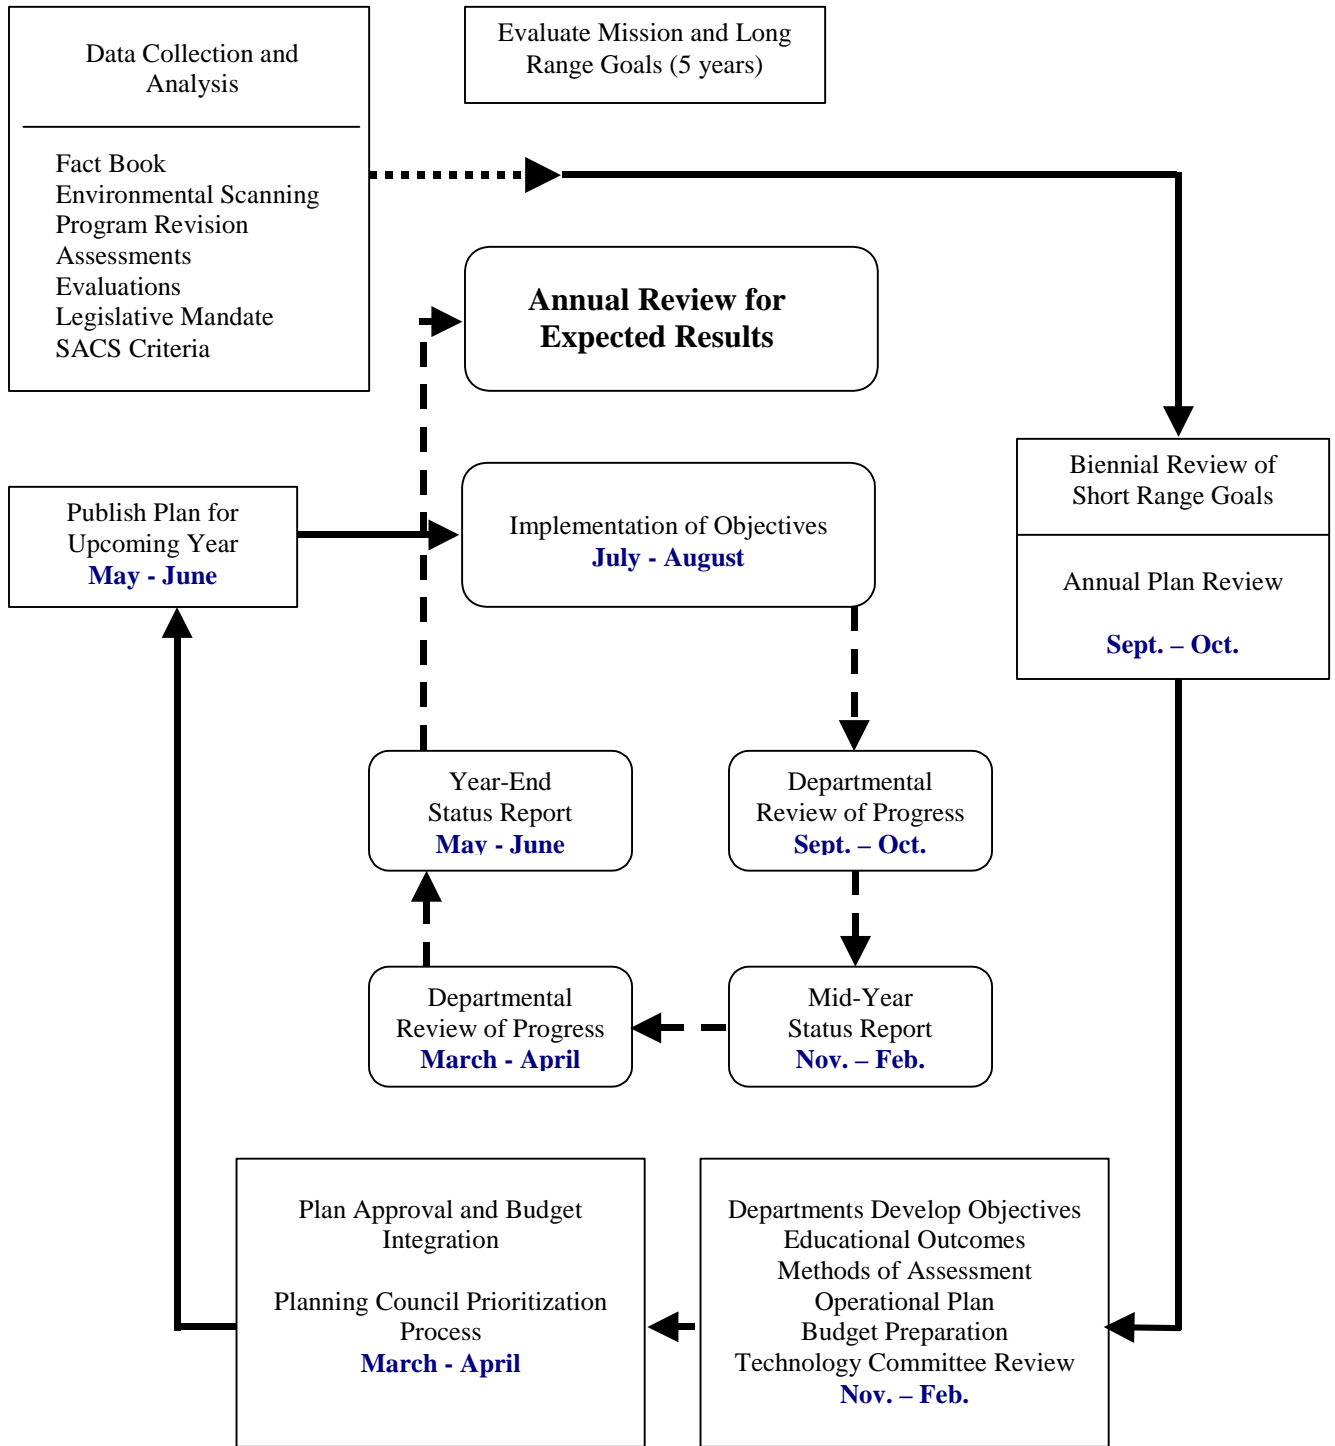 Data Collection and
Analysis
Fact Book
Environmental Scanning
Program Revision
Assessments
Evaluations
Legislative Mandate
SACS Criteria
Evaluate Mission and Long
Range Goals (5 years)
Annual Review for
Expected Results
Biennial Review of
Short Range Goals
Annual Plan Review
Sept. – Oct.
Publish Plan for
Upcoming Year
May - June
Implementation of Objectives
July - August
Year-End
Status Report
May - June
Departmental
Review of Progress
Sept. – Oct.
Departmental
Review of Progress
March - April
Mid-Year
Status Report
Nov. – Feb.
Plan Approval and Budget
Integration
Planning Council Prioritization
Process
March - April
Departments Develop Objectives
Educational Outcomes
Methods of Assessment
Operational Plan
Budget Preparation
Technology Committee Review
Nov. – Feb.